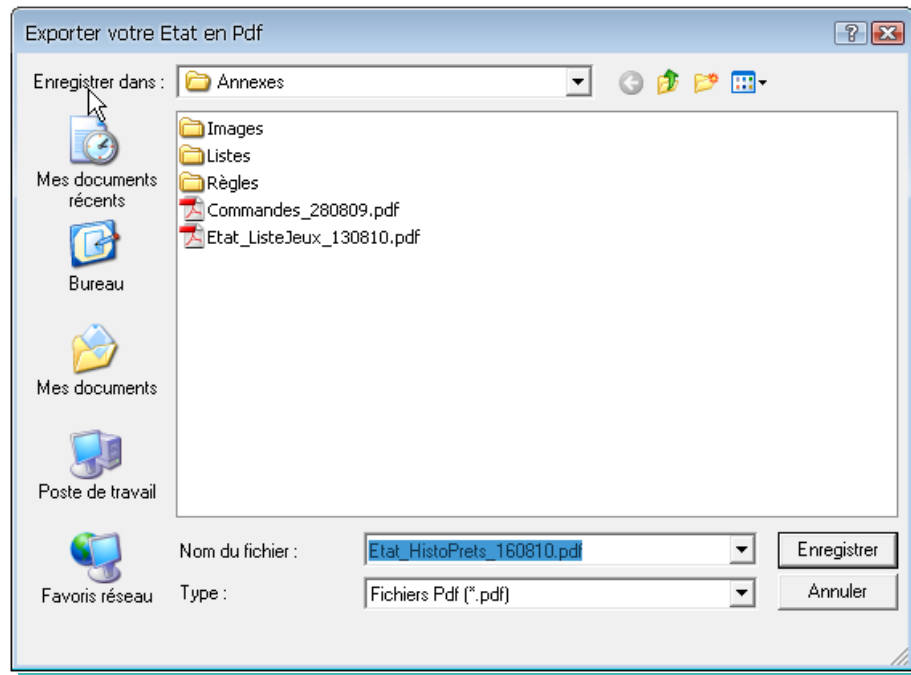 Exporter votre Etat en Pdf
Enregistrer dans :
Annexes
Mes documents
récents
Bureau
Mes documents
Poste de travail
Favoris réseau
Images
Listes
Règles
Commandes_280809.pdf
Etat_ListeJeux_130810.pdf
Nom du fichier :
Etat_HistoPrets_160810.pdf
Enregistrer
Type :
Fichiers Pdf (*.pdf)
Annuler